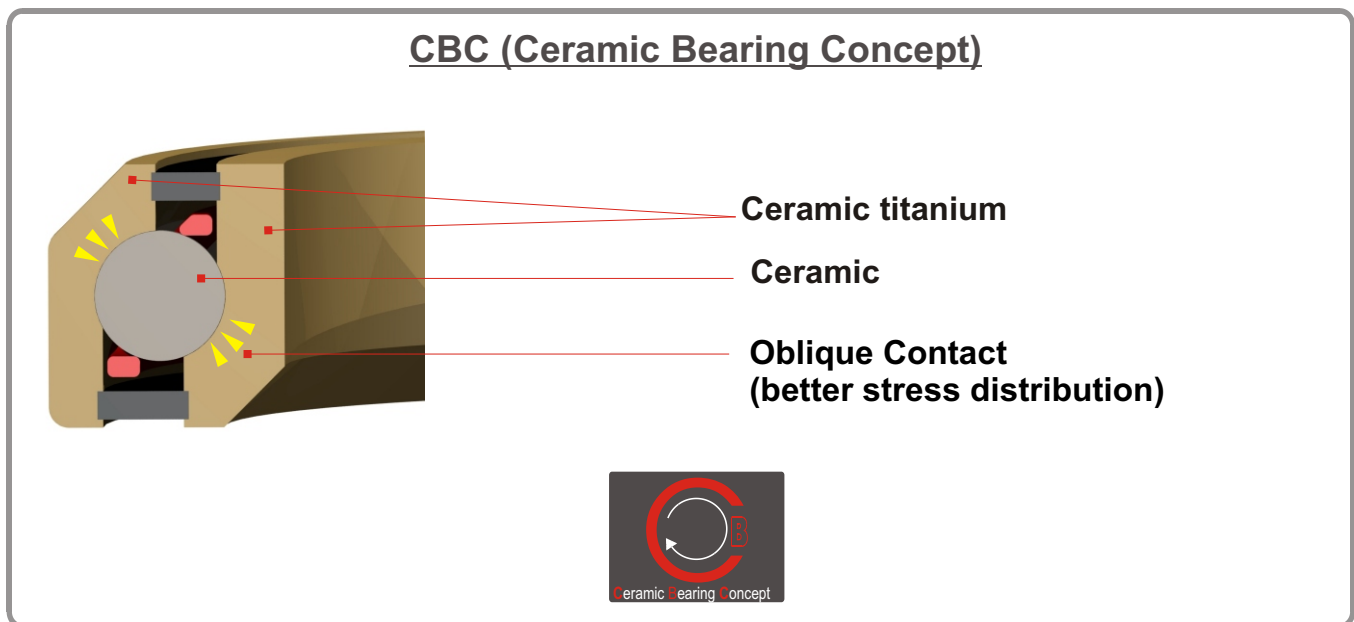 CBC (Ceramic Bearing Concept)
Ceramic titanium
Ceramic
Oblique Contact
(better stress distribution)
B
Ceramic Bearing Concept